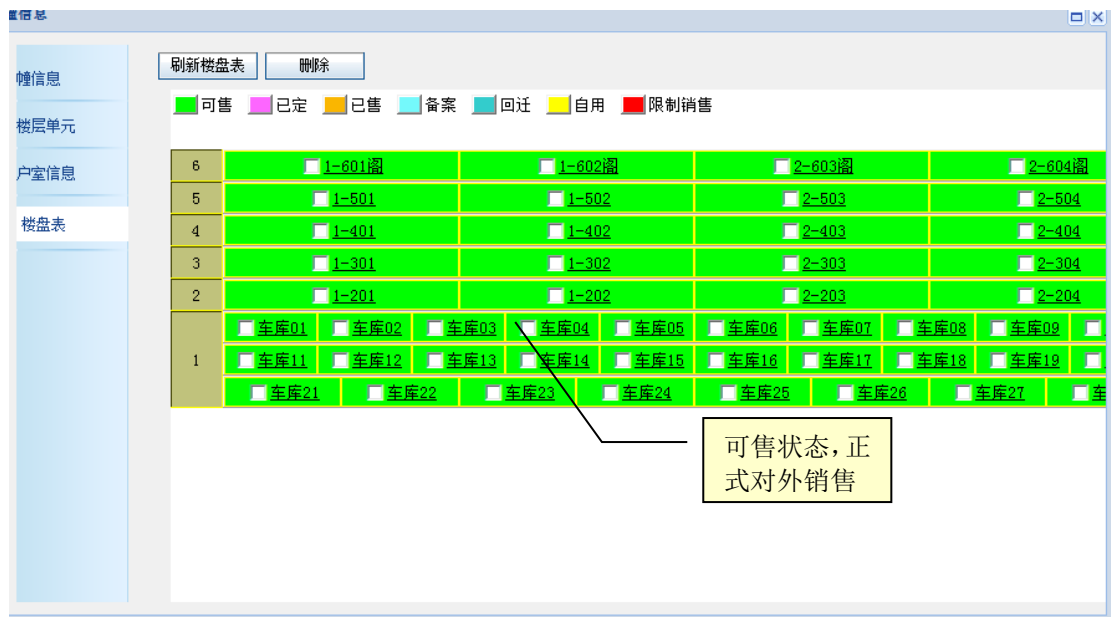 幢信息
幢信息
楼层单元
户室信息
楼盘表
刷新楼盘表 删除
可售 已定 已售 备案 回迁 自用 限制销售
6 1-601阁 1-602阁 2-603阁 2-604阁
5 1-501 1-502 2-503 2-504
4 1-401 1-402 2-403 2-404
3 1-301 1-302 2-303 2-304
2 1-201 1-202 2-203 2-204
车库01 车库02 车库03 车库04 车库05 车库06 车库07 车库08 车库09
1 车库11 车库12 车库13 车库14 车库15 车库16 车库17 车库18 车库19
车库21 车库22 车库23 车库24 车库25 车库26 车库27 车
可售状态，正
式对外销售